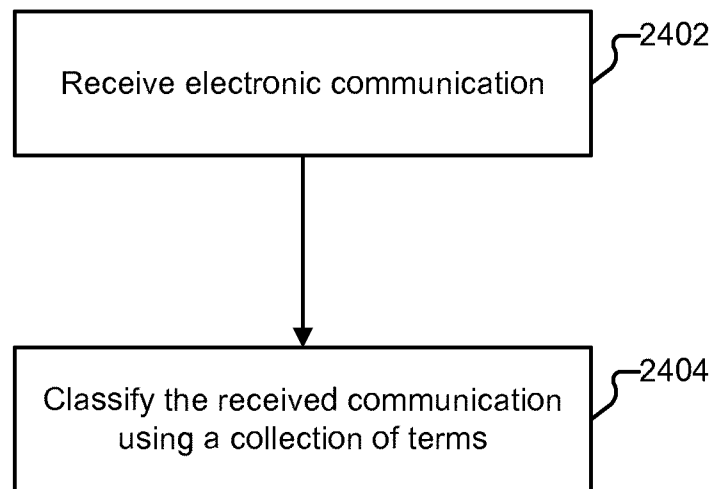 2402
Receive electronic communication
2404
Classify the received communication
using a collection of terms